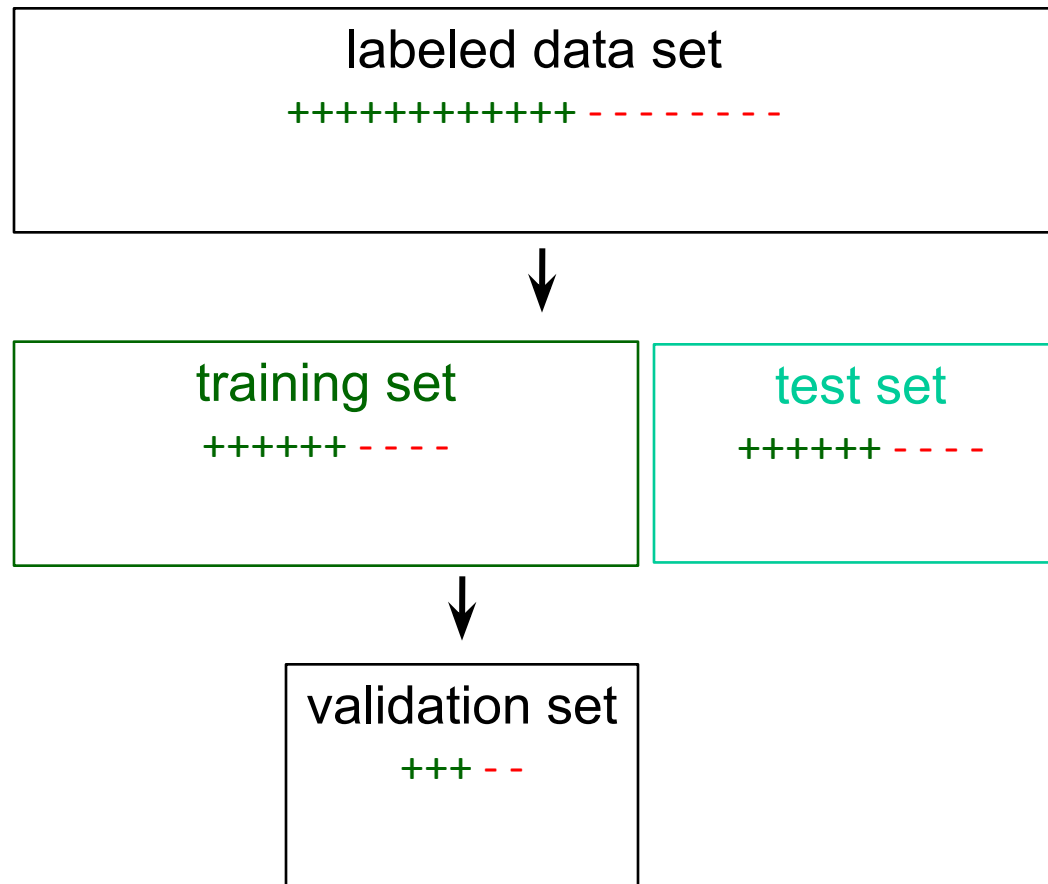 labeled data set
++++++++++++ - - - - - - - -
training set
++++++ - - - -
test set
++++++ - - - -
validation set
+++ - -